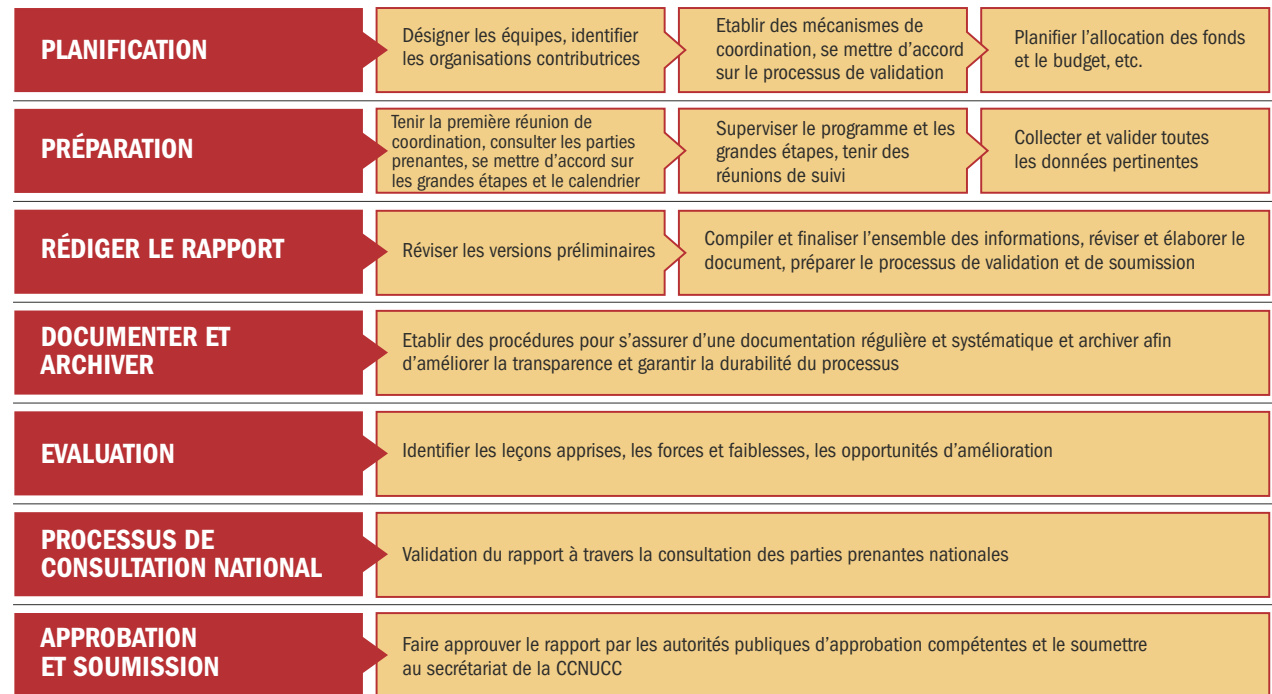 PLANIFICATION
Désigner les équipes, identifier
les organisations contributrices
Etablir des mécanismes de
coordination, se mettre d’accord
sur le processus de validation
Planifier l’allocation des fonds
et le budget, etc.
PRÉPARATION
Tenir la première réunion de
coordination, consulter les parties
prenantes, se mettre d’accord sur
les grandes étapes et le calendrier
Superviser le programme et les
grandes étapes, tenir des
réunions de suivi
Collecter et valider toutes
les données pertinentes
RÉDIGER LE RAPPORT
Réviser les versions préliminaires
Compiler et finaliser l’ensemble des informations, réviser et élaborer le
document, préparer le processus de validation et de soumission
DOCUMENTER ET
ARCHIVER
Etablir des procédures pour s’assurer d’une documentation régulière et systématique et archiver afin
d’améliorer la transparence et garantir la durabilité du processus
EVALUATION
Identifier les leçons apprises, les forces et faiblesses, les opportunités d’amélioration
PROCESSUS DE
CONSULTATION NATIONAL
Validation du rapport à travers la consultation des parties prenantes nationales
APPROBATION
ET SOUMISSION
Faire approuver le rapport par les autorités publiques d’approbation compétentes et le soumettre
au secrétariat de la CCNUCC